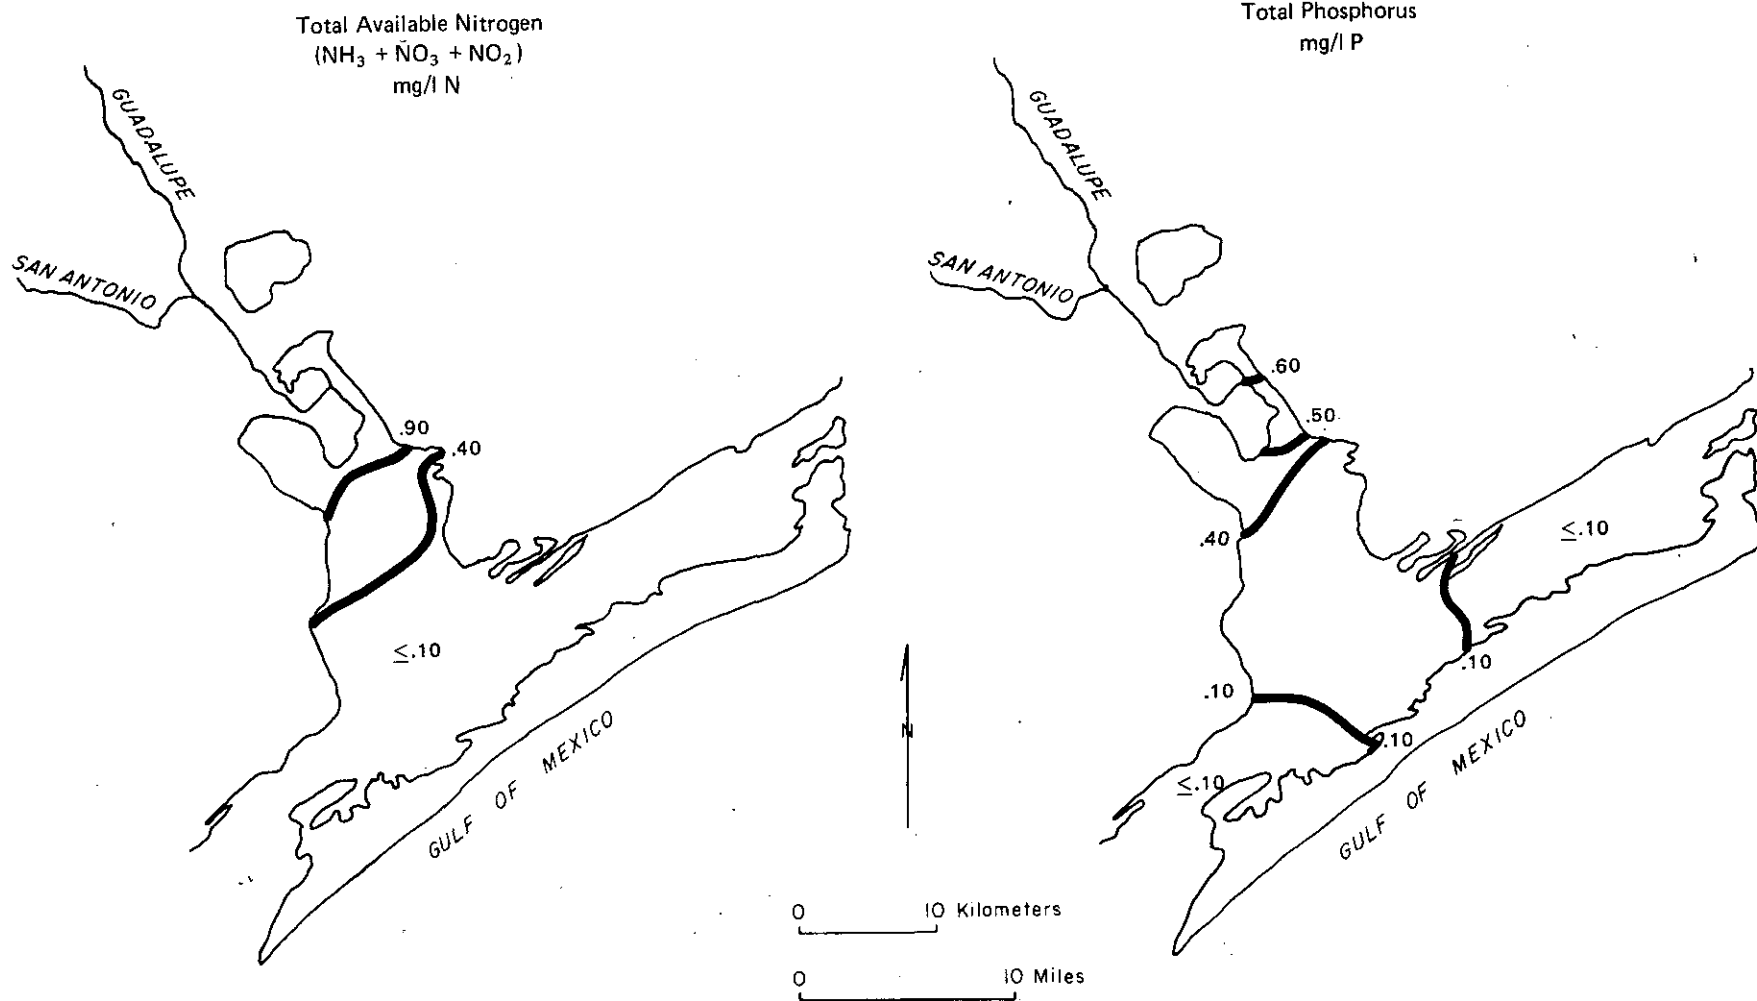 Total Available Nitrogen
(NH₃ + NO₃ + NO₂)
mg/l N
GUADALUPE
SAN ANTONIO
.90
.40
≤.10
GULF OF MEXICO
Total Phosphorus
mg/l P
GUADALUPE
SAN ANTONIO
.60
.50
.40
≤.10
.10
.10
.10
≤.10
GULF OF MEXICO
N
0 10 Kilometers
0 10 Miles